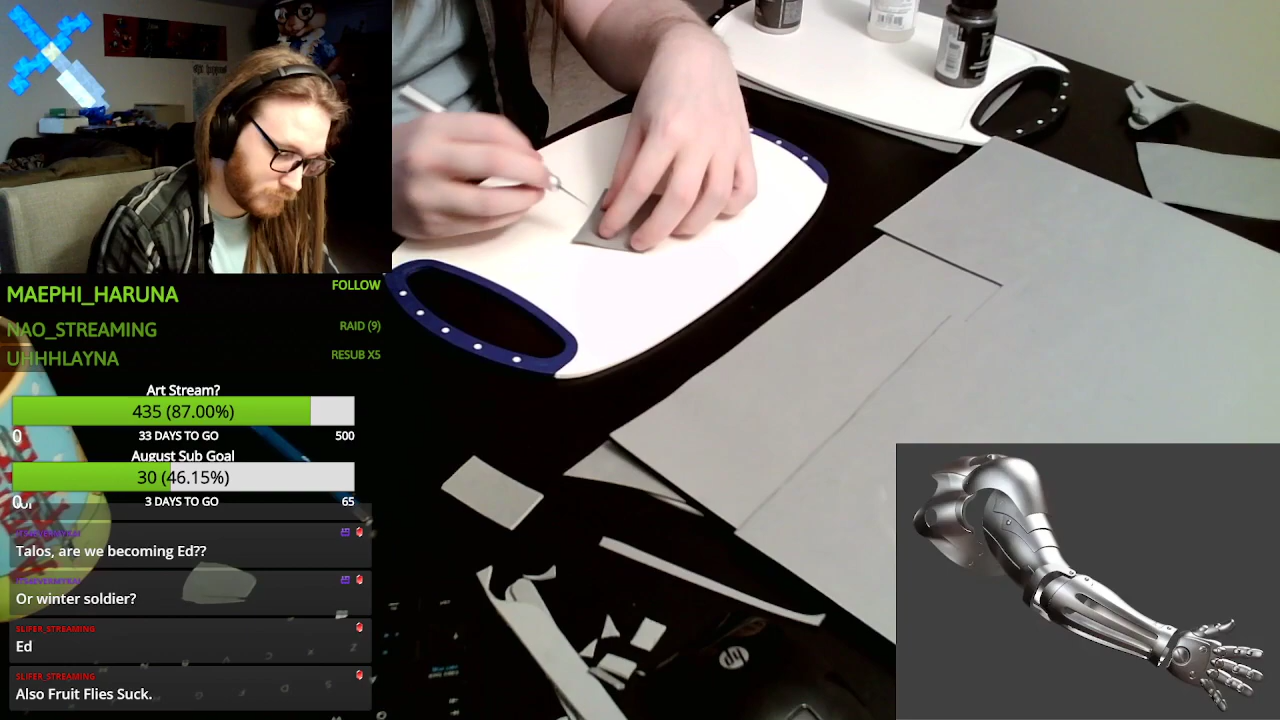 MAEPHI_HARUNA FOLLOW
NAO_STREAMING RAID (9)
UHHHLAYNA RESUB X5
Art Stream?
435 (87.00%)
0 33 DAYS TO GO 500
August Sub Goal
30 (46.15%)
0 3 DAYS TO GO 65
Talos, are we becoming Ed??
Or winter soldier?
SLIFER_STREAMING
Ed
SLIFER_STREAMING
Also Fruit Flies Suck.
hp